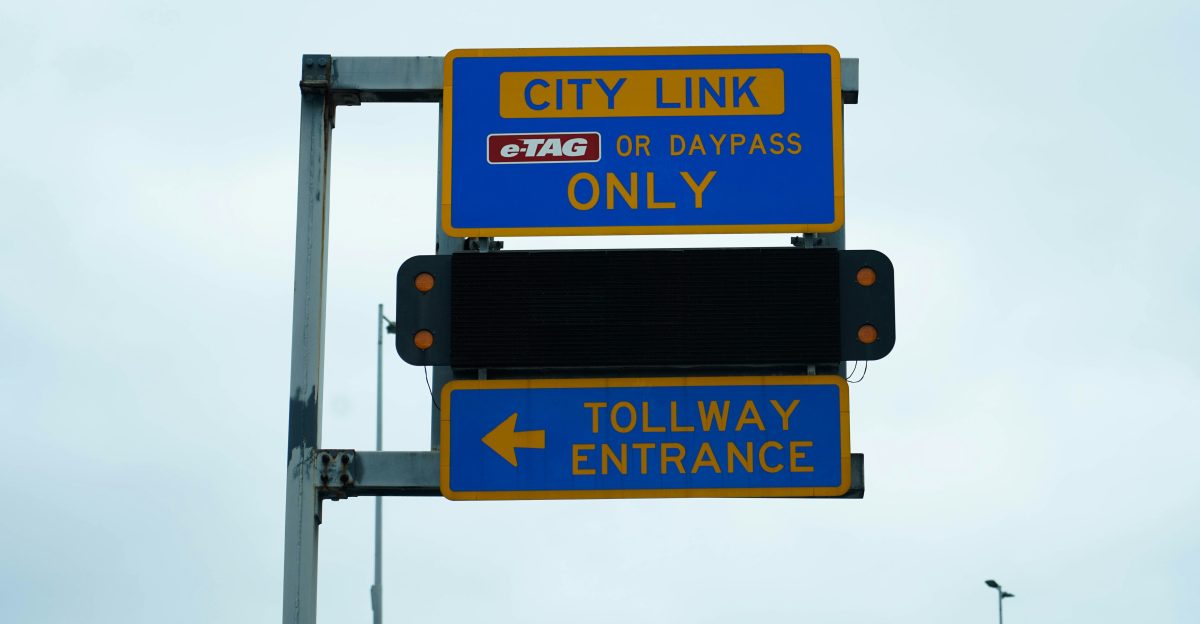 CITY LINK
e-TAG OR DAYPASS
ONLY
TOLLWAY
ENTRANCE